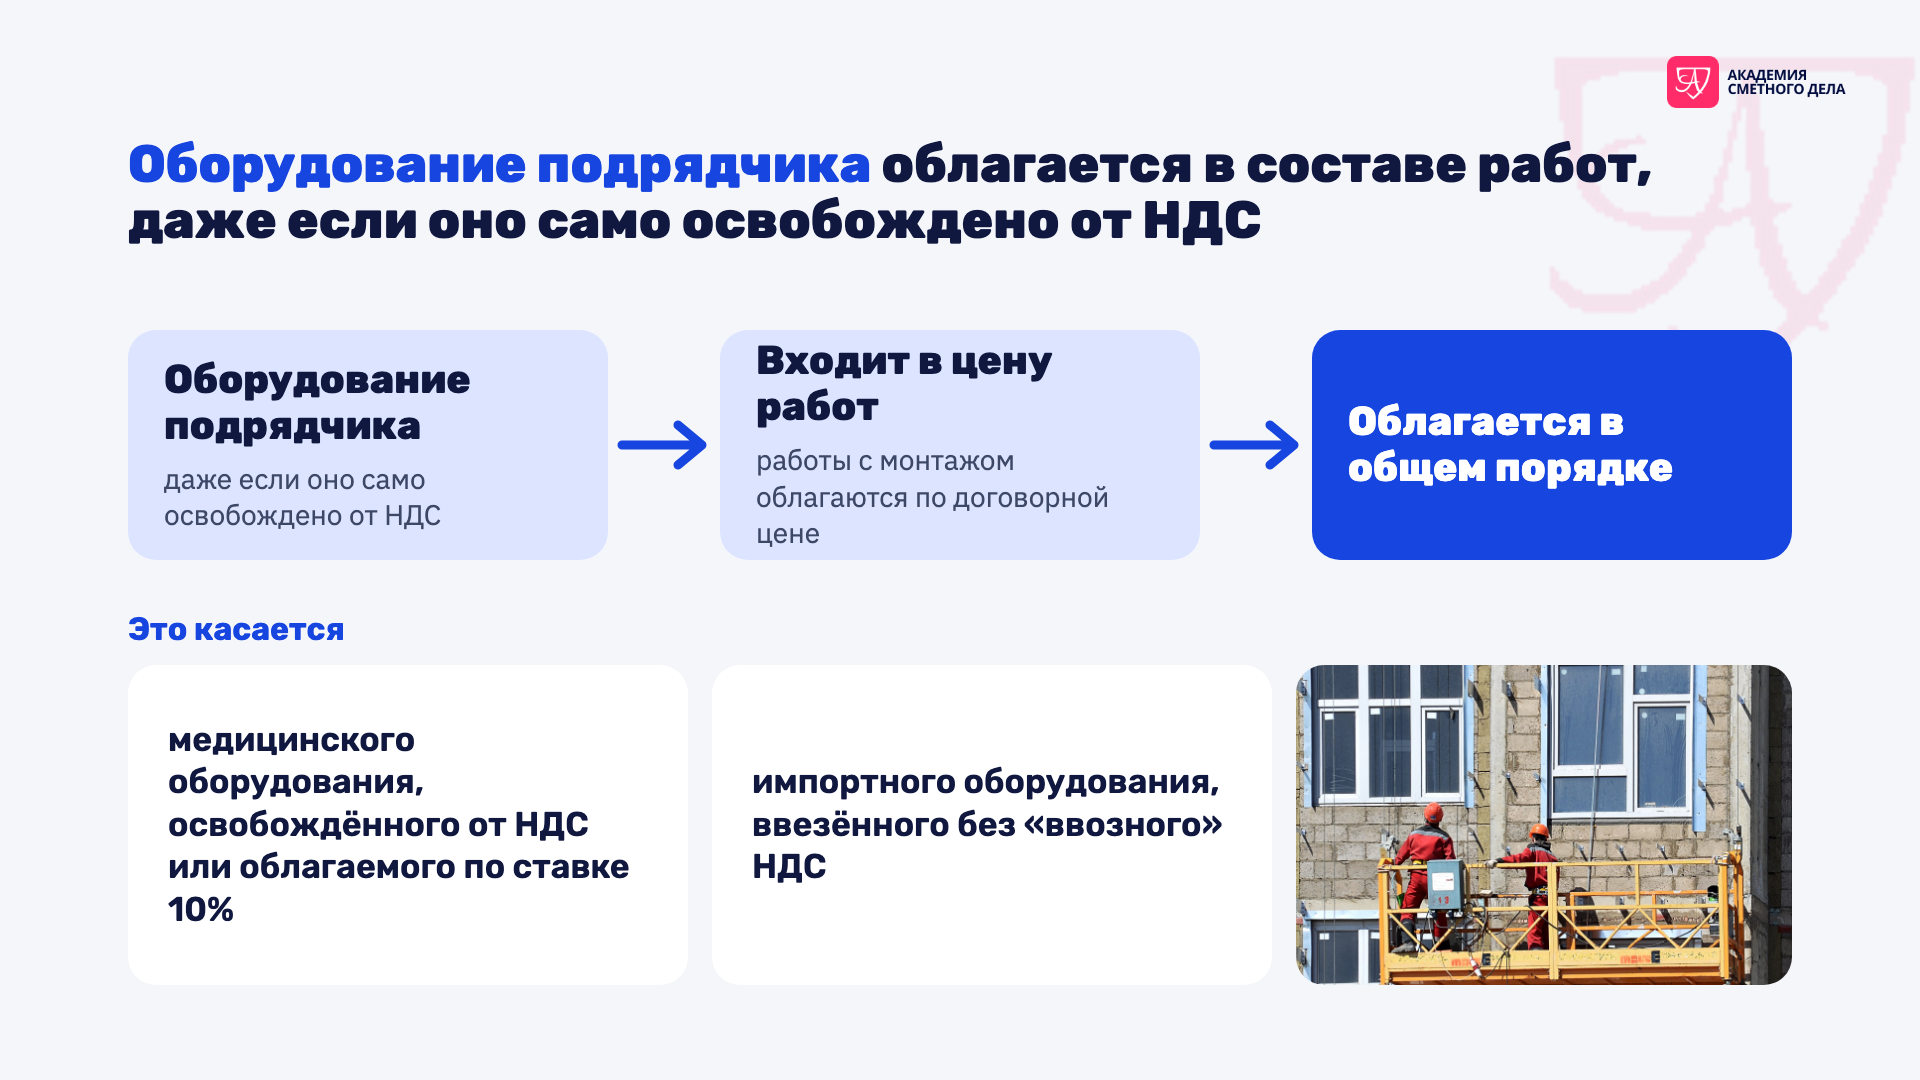 АКАДЕМИЯ
СМЕТНОГО ДЕЛА
Оборудование подрядчика облагается в составе работ,
даже если оно само освобождено от НДС
Оборудование
подрядчика
даже если оно само
освобождено от НДС
Входит в цену
работ
работы с монтажом
облагаются по договорной
цене
Облагается в
общем порядке
Это касается
медицинского
оборудования,
освобождённого от НДС
или облагаемого по ставке
10%
импортного оборудования,
ввезённого без «ввозного»
НДС